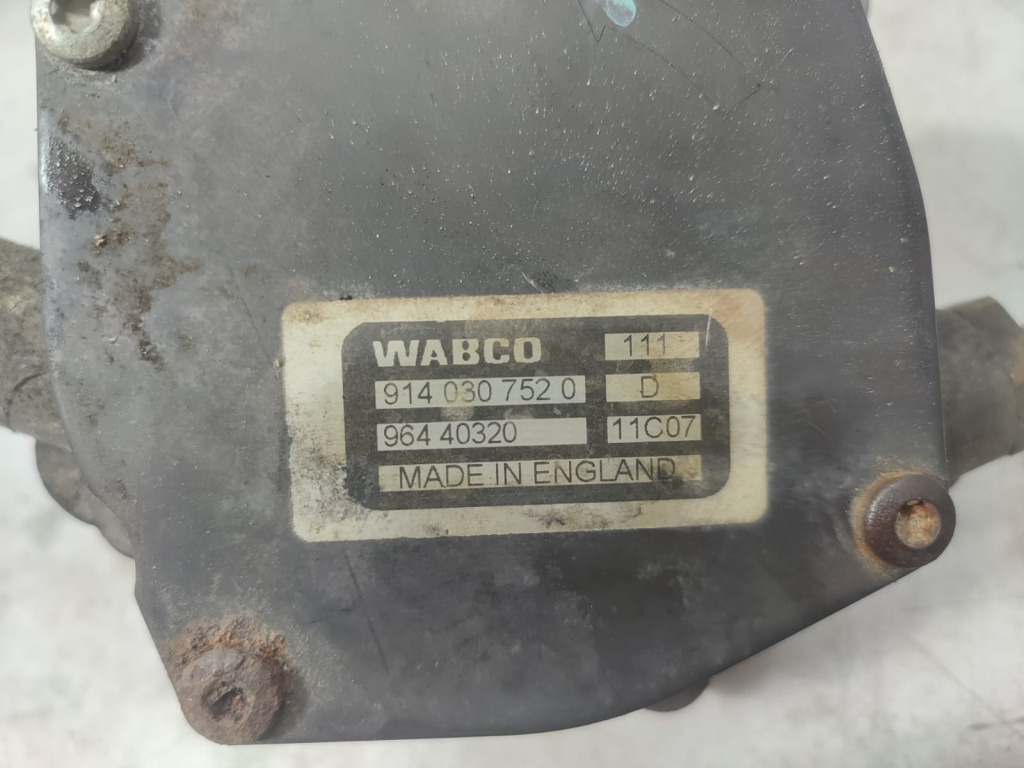 WABCO 111
914 030 752 0 D
964 40320 11C07
MADE IN ENGLAND